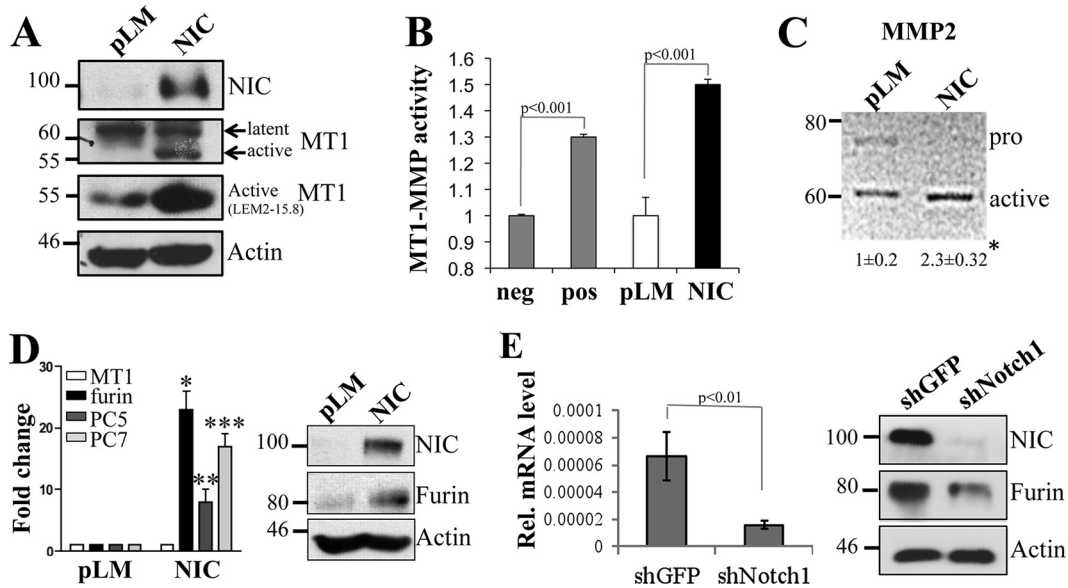 A
pLM
NIC
100
NIC
60
latent
MT1
55
active
55
Active
(LEM2-15.8)
MT1
46
Actin
B
MT1-MMP activity
1.6
1.5
1.4
1.3
1.2
1.1
1
0.9
0.8
p<0.001
p<0.001
neg
pos
pLM
NIC
C
MMP2
pLM
NIC
80
pro
60
active
*
1±0.2
2.3±0.32
D
Fold change
30
20
10
0
MT1
furin
PC5
PC7
*
**
***
pLM
NIC
pLM
NIC
100
NIC
80
Furin
46
Actin
E
Rel. mRNA level
0.0001
0.00008
0.00006
0.00004
0.00002
0
p<0.01
shGFP
shNotch1
shGFP
shNotch1
100
NIC
80
Furin
46
Actin